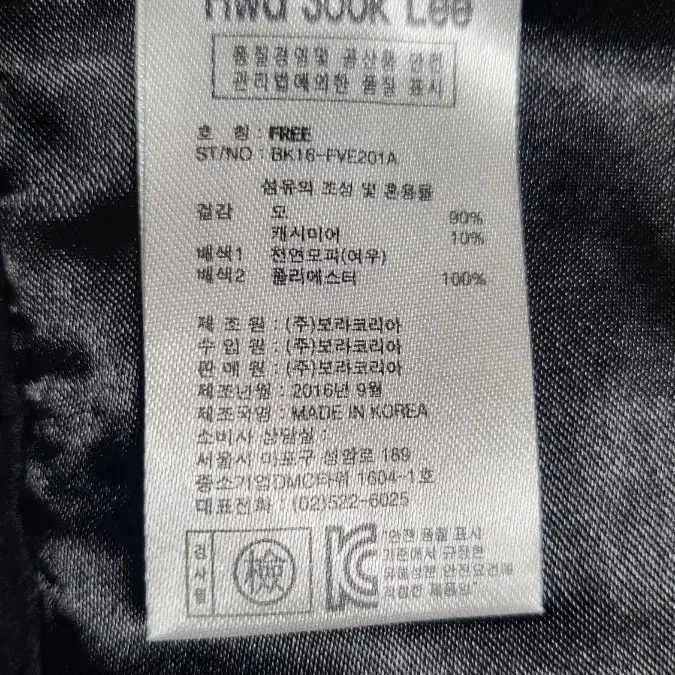 Hwa Sook Lee
품질경영및 공산품 안전
관리법에의한 품질 표시
호 칭 : FREE
ST/NO : BK16-FVE201A
섬유의 조성 및 혼용율
겉감 모 90%
캐시미어 10%
배색1 천연모피(여우)
배색2 폴리에스터 100%
제 조 원 : (주)보라코리아
수 입 원 : (주)보라코리아
판 매 원 : (주)보라코리아
제조년월 : 2016년 9월
제조국명 : MADE IN KOREA
소비자 상담실 :
서울시 마포구 성암로 189
중소기업DMC타워 1604-1호
대표전화 : (02)522-6025
검사필
檢
KC
"안전 품질 표시
기준에서 규정한
유해성분 안전요건에
적합한 제품임"